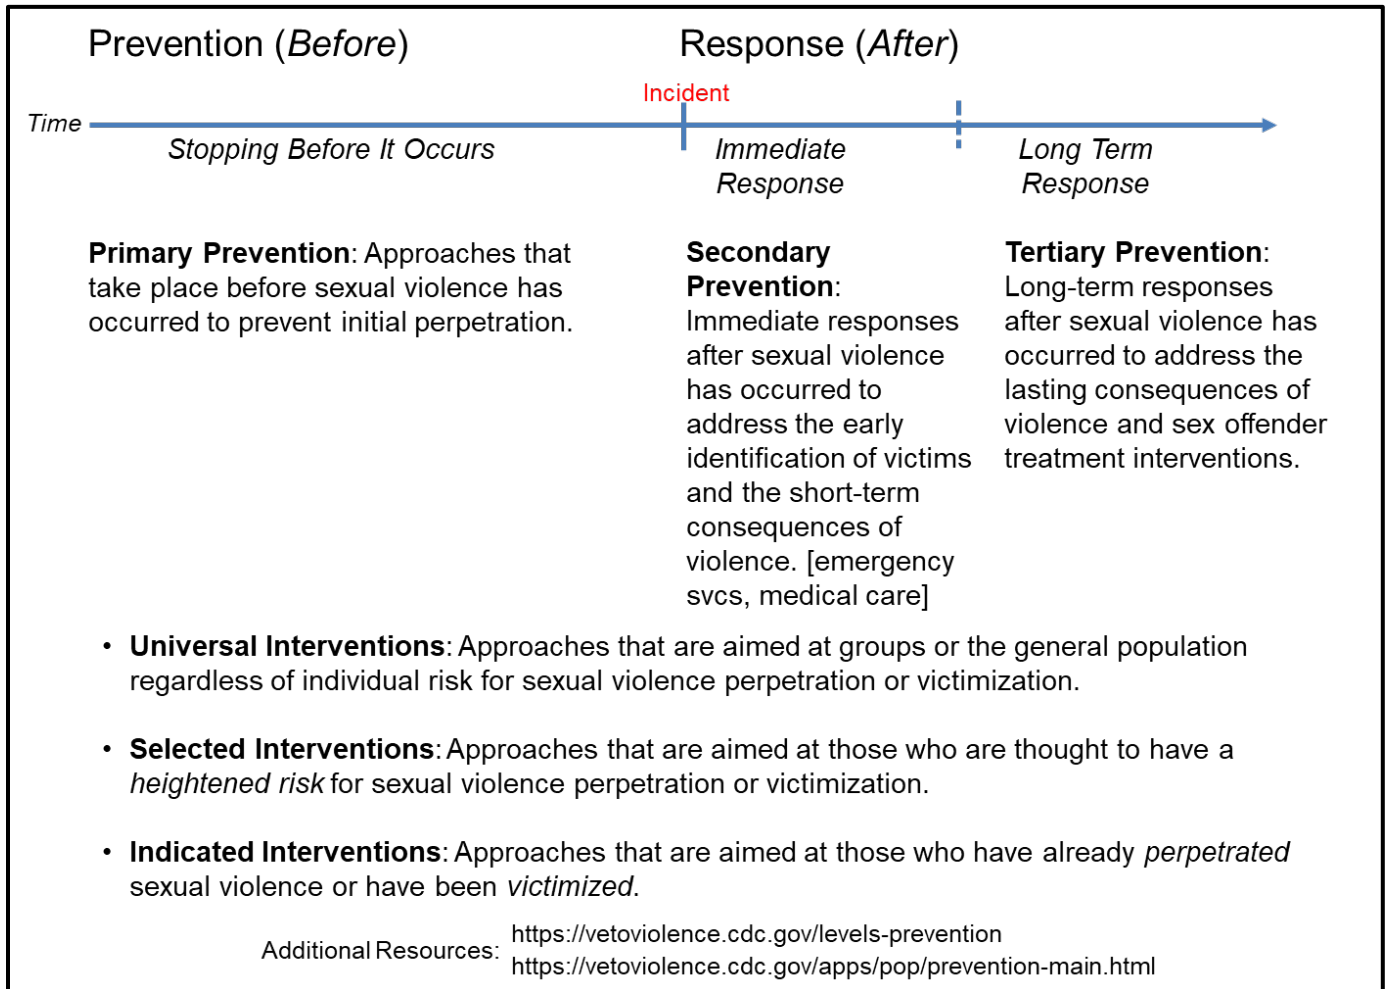 Prevention (Before)
Response (After)
Incident
Time
Stopping Before It Occurs
Immediate
Response
Long Term
Response
Primary Prevention: Approaches that
take place before sexual violence has
occurred to prevent initial perpetration.
Secondary
Prevention:
Immediate responses
after sexual violence
has occurred to
address the early
identification of victims
and the short-term
consequences of
violence. [emergency
svcs, medical care]
Tertiary Prevention:
Long-term responses
after sexual violence has
occurred to address the
lasting consequences of
violence and sex offender
treatment interventions.
• Universal Interventions: Approaches that are aimed at groups or the general population
regardless of individual risk for sexual violence perpetration or victimization.
• Selected Interventions: Approaches that are aimed at those who are thought to have a
heightened risk for sexual violence perpetration or victimization.
• Indicated Interventions: Approaches that are aimed at those who have already perpetrated
sexual violence or have been victimized.
Additional Resources:
https://vetoviolence.cdc.gov/levels-prevention
https://vetoviolence.cdc.gov/apps/pop/prevention-main.html